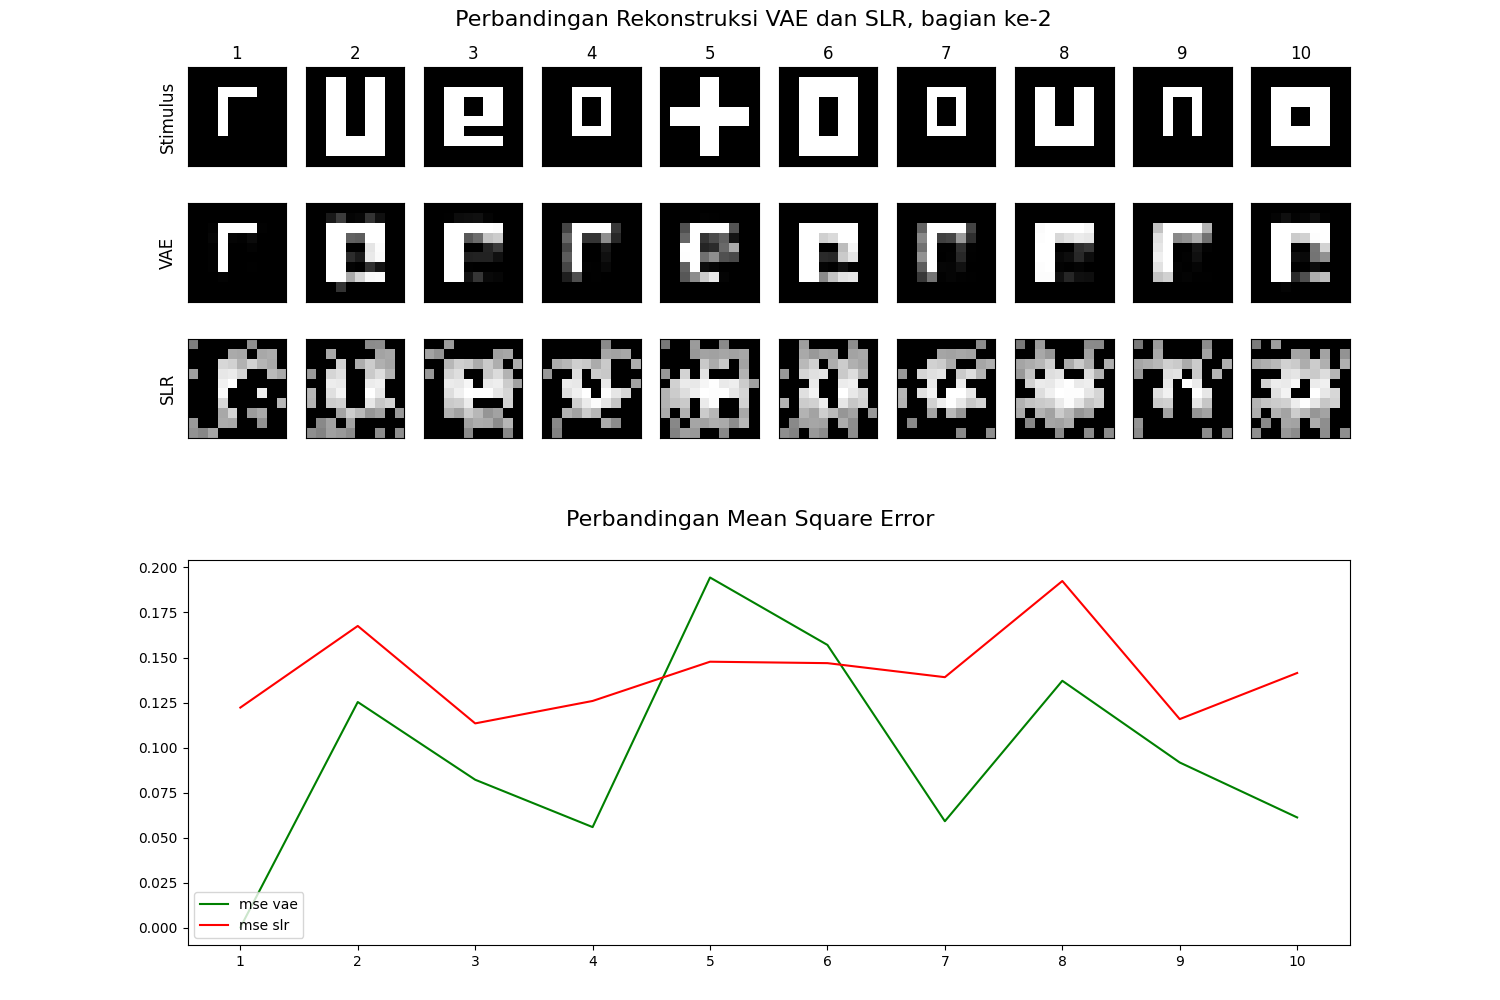 Perbandingan Rekonstruksi VAE dan SLR, bagian ke-2
1 2 3 4 5 6 7 8 9 10
Stimulus
VAE
SLR
Perbandingan Mean Square Error
0.200
0.175
0.150
0.125
0.100
0.075
0.050
0.025
0.000
mse vae
mse slr
1 2 3 4 5 6 7 8 9 10